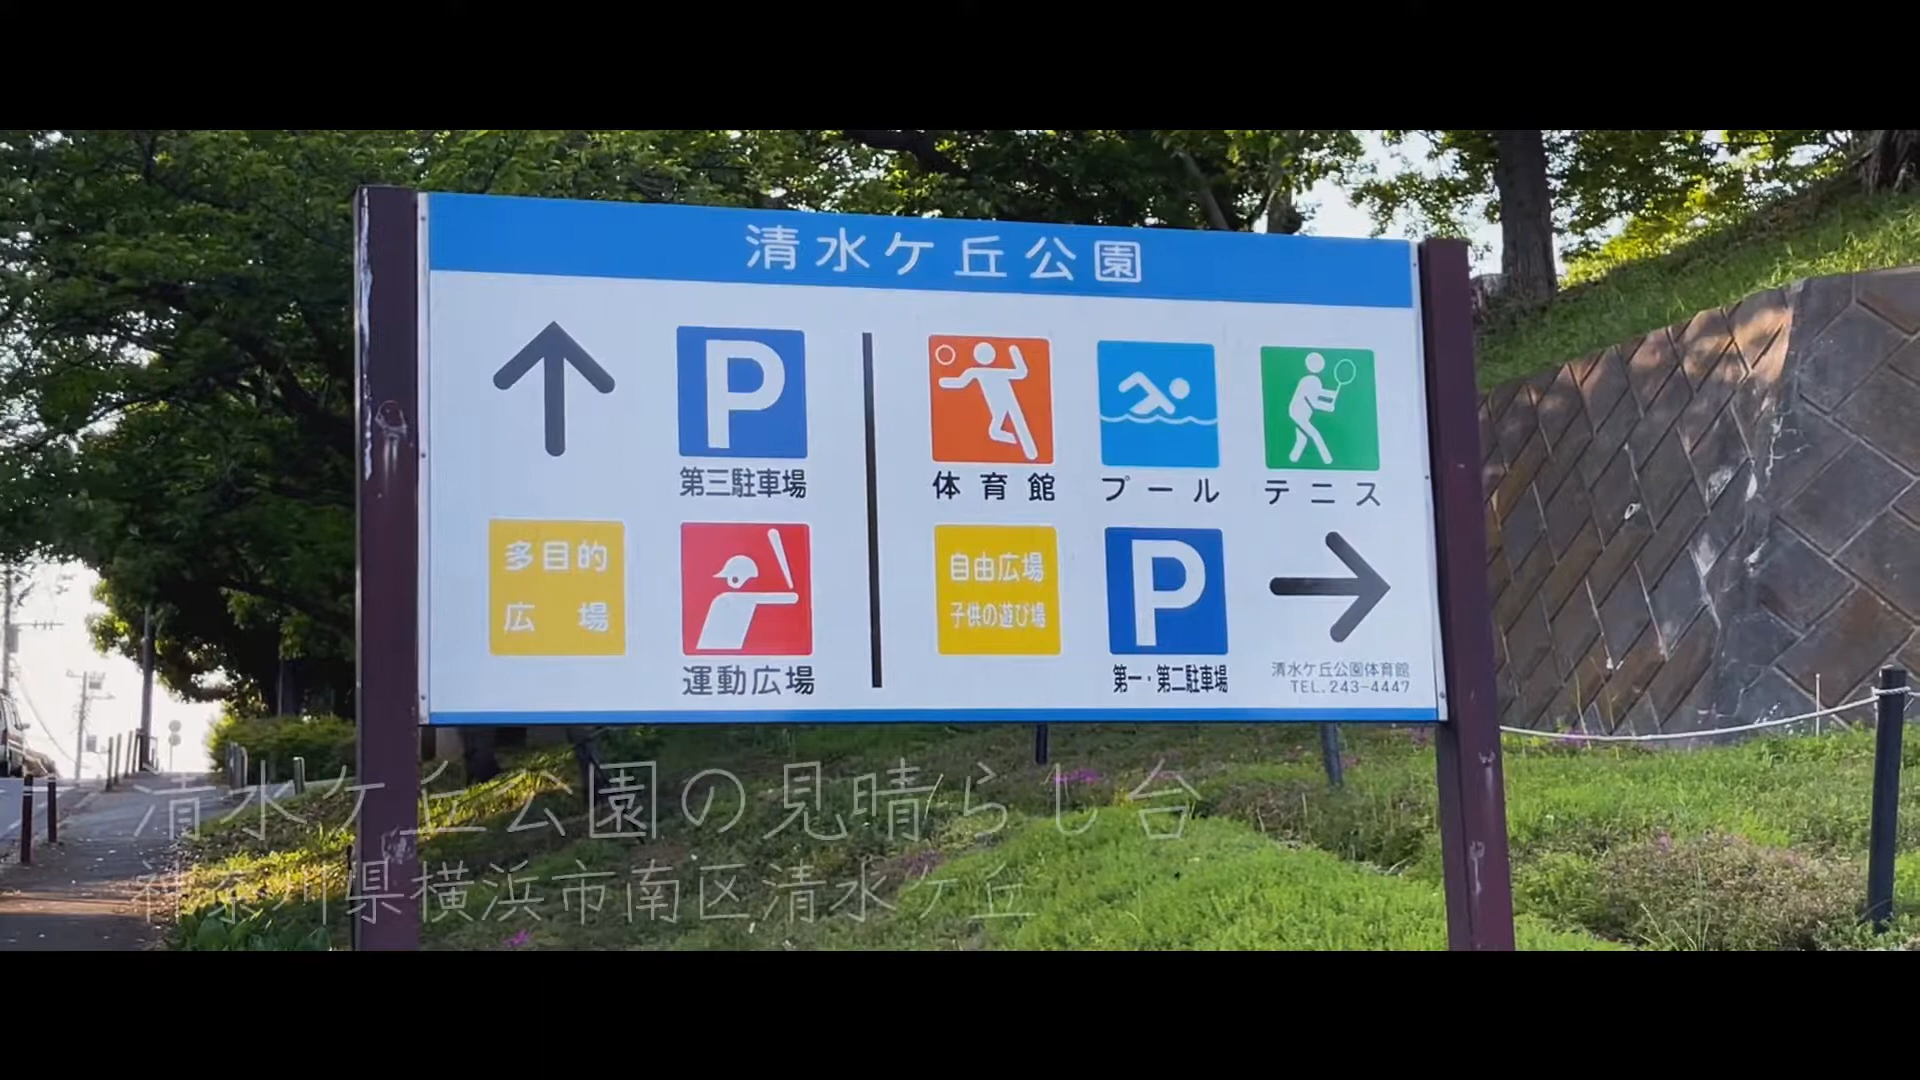 清水ケ丘公園
P
第三駐車場
多目的
広場
運動広場
体育館
プール
テニス
自由広場
子供の遊び場
P
第一・第二駐車場
清水ケ丘公園体育館
TEL.243-4447
清水ケ丘公園の見晴らし台
神奈川県横浜市南区清水ケ丘